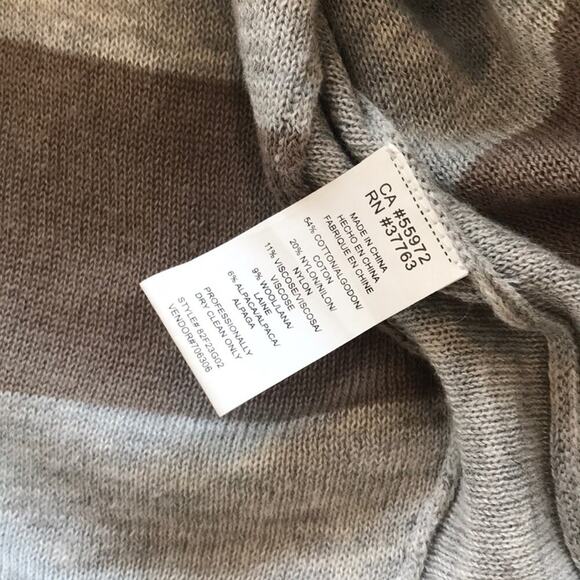 CA #55972
RN #37763
MADE IN CHINA
HECHO EN CHINA
FABRIQUE EN CHINE
54% COTTON/ALGODON/
COTON
20% NYLON/NILON/
NYLON
11% VISCOSE/VISCOSA/
VISCOSE
9% WOOL/LANA/
LAINE
6% ALPACA/ALPACA/
ALPAGA
PROFESSIONALLY
DRY CLEAN ONLY
STYLE# 82F23G02
VENDOR#706306